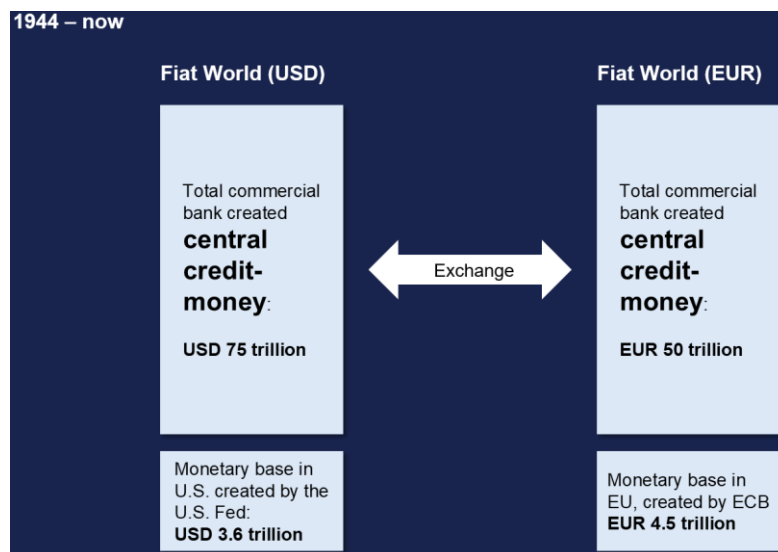 1944 – now
Fiat World (USD)
Fiat World (EUR)
Total commercial
bank created
central
credit-
money:
USD 75 trillion
Exchange
Total commercial
bank created
central
credit-
money:
EUR 50 trillion
Monetary base in
U.S. created by the
U.S. Fed:
USD 3.6 trillion
Monetary base in
EU, created by ECB
EUR 4.5 trillion